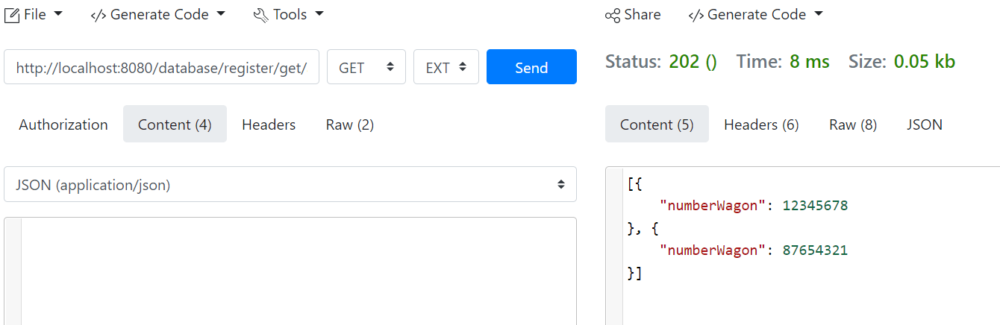 File </> Generate Code Tools Share </> Generate Code
http://localhost:8080/database/register/get/ GET EXT Send Status: 202 () Time: 8 ms Size: 0.05 kb
Authorization Content (4) Headers Raw (2) Content (5) Headers (6) Raw (8) JSON
JSON (application/json)
[{
"numberWagon": 12345678
}, {
"numberWagon": 87654321
}]